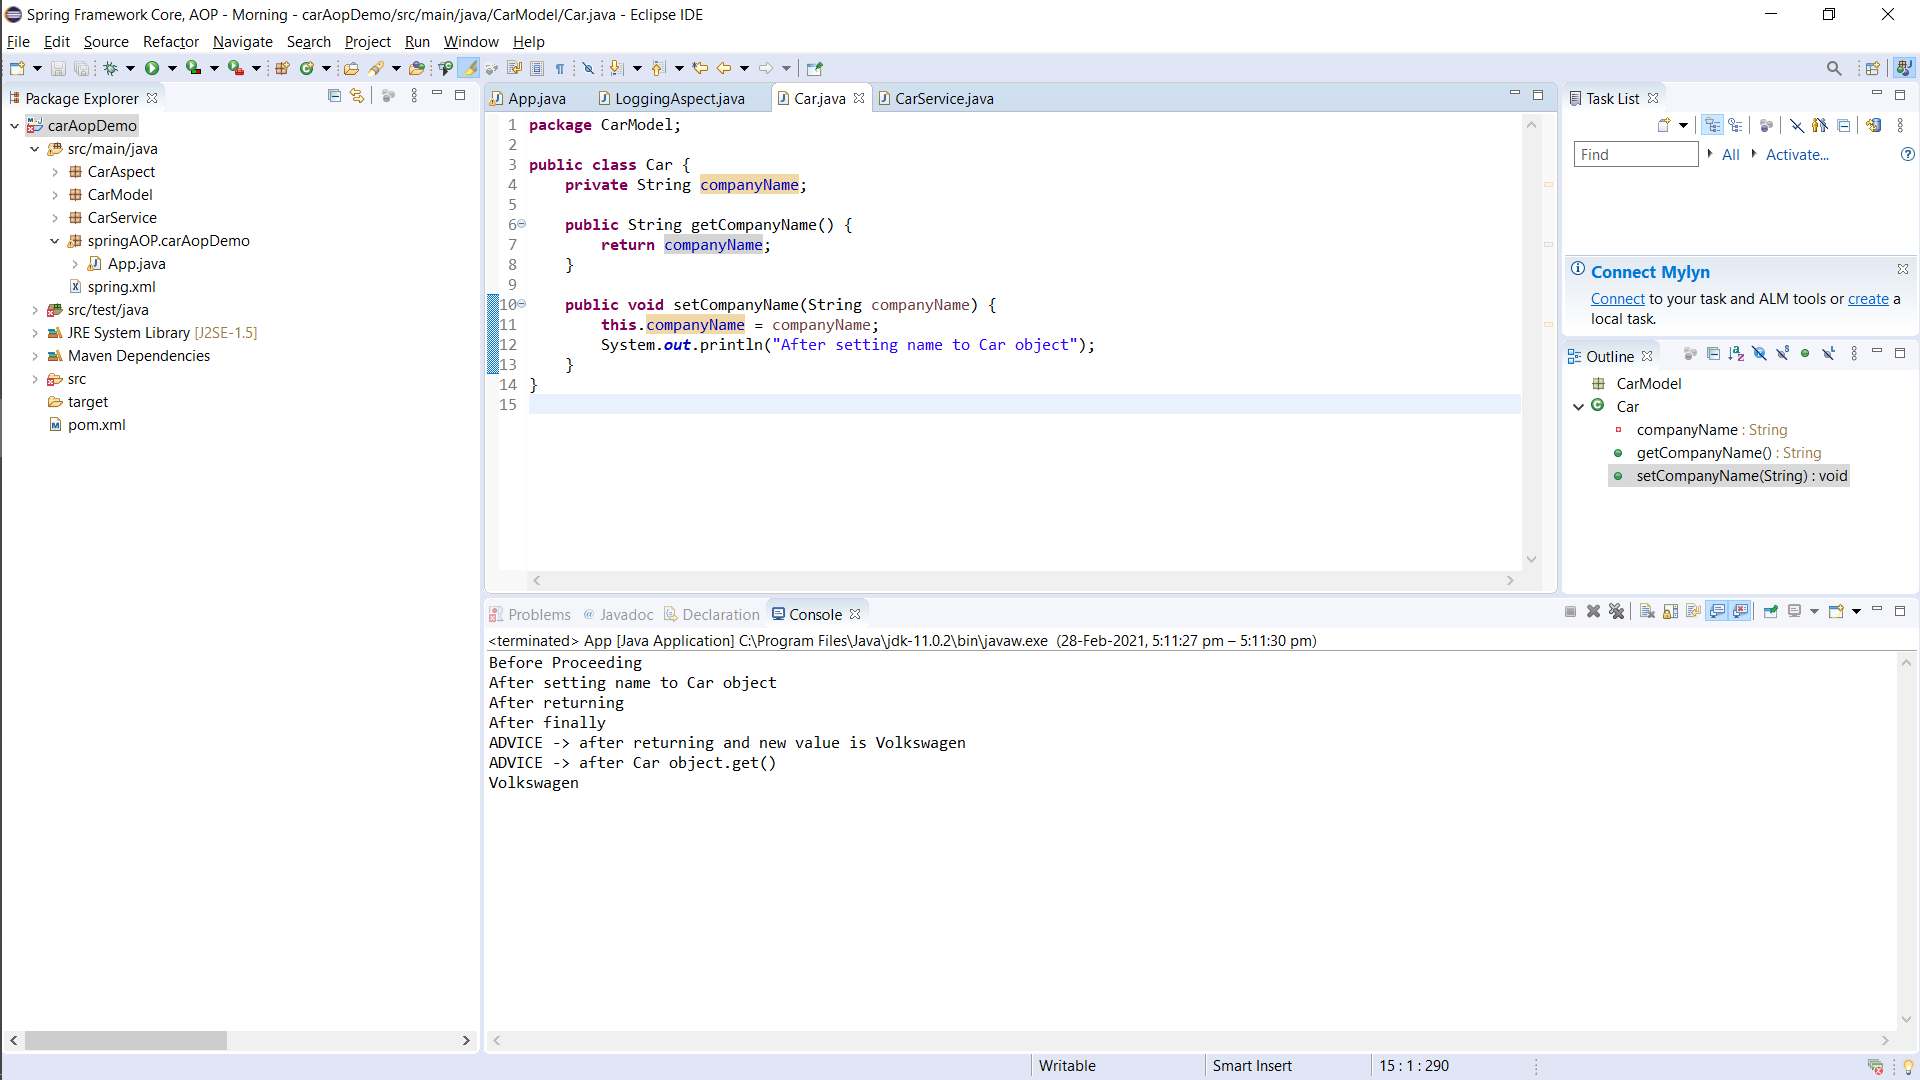 Spring Framework Core, AOP - Morning - carAopDemo/src/main/java/CarModel/Car.java - Eclipse IDE
File Edit Source Refactor Navigate Search Project Run Window Help
Package Explorer
carAopDemo
src/main/java
CarAspect
CarModel
CarService
springAOP.carAopDemo
App.java
spring.xml
src/test/java
JRE System Library [J2SE-1.5]
Maven Dependencies
src
target
pom.xml
App.java LoggingAspect.java Car.java CarService.java
1 package CarModel;
2
3 public class Car {
4     private String companyName;
5
6     public String getCompanyName() {
7         return companyName;
8     }
9
10     public void setCompanyName(String companyName) {
11         this.companyName = companyName;
12         System.out.println("After setting name to Car object");
13     }
14 }
15
Task List
Find All Activate...
Connect Mylyn
Connect to your task and ALM tools or create a
local task.
Outline
CarModel
Car
companyName : String
getCompanyName() : String
setCompanyName(String) : void
Problems @ Javadoc Declaration Console
<terminated> App [Java Application] C:\Program Files\Java\jdk-11.0.2\bin\javaw.exe (28-Feb-2021, 5:11:27 pm – 5:11:30 pm)
Before Proceeding
After setting name to Car object
After returning
After finally
ADVICE -> after returning and new value is Volkswagen
ADVICE -> after Car object.get()
Volkswagen
Writable Smart Insert 15 : 1 : 290